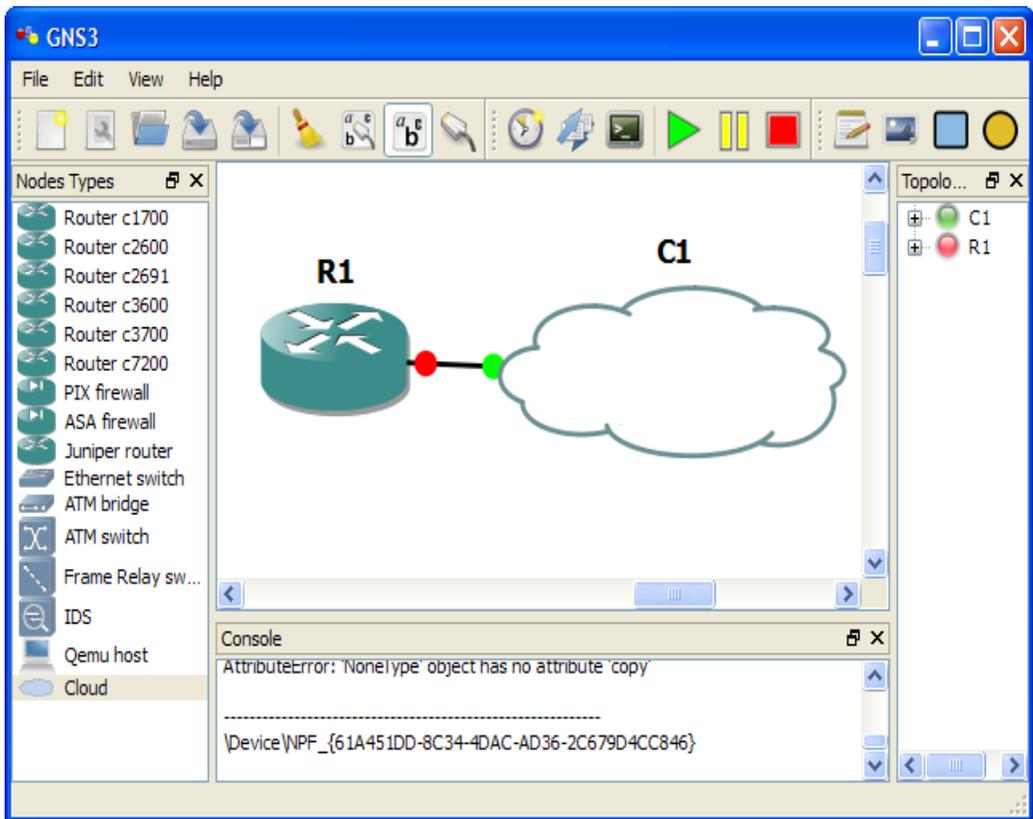 GNS3
File Edit View Help
Nodes Types
Router c1700
Router c2600
Router c2691
Router c3600
Router c3700
Router c7200
PIX firewall
ASA firewall
Juniper router
Ethernet switch
ATM bridge
ATM switch
Frame Relay sw...
IDS
Qemu host
Cloud
R1
C1
Topolo...
C1
R1
Console
AttributeError: 'NoneType' object has no attribute 'copy'
------------------------------------------------------------
\Device\NPF_{61A451DD-8C34-4DAC-AD36-2C679D4CC846}